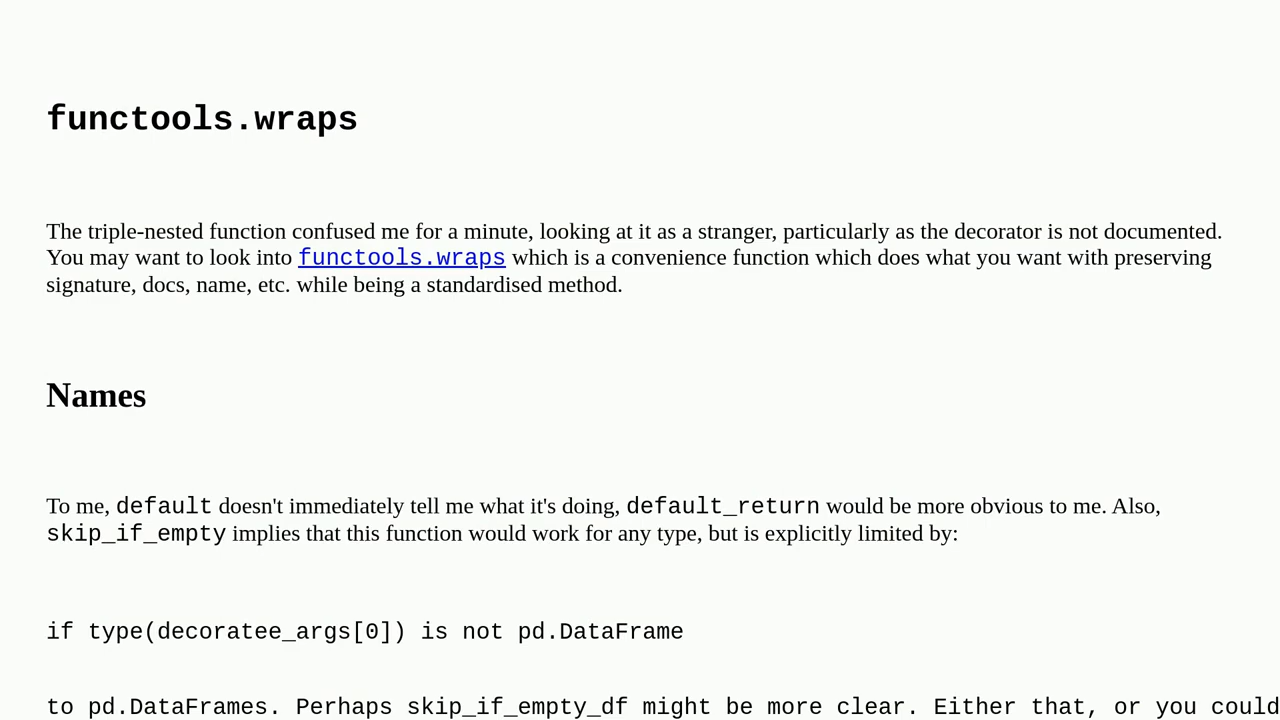 functools.wraps
The triple-nested function confused me for a minute, looking at it as a stranger, particularly as the decorator is not documented.
You may want to look into functools.wraps which is a convenience function which does what you want with preserving
signature, docs, name, etc. while being a standardised method.
Names
To me, default doesn't immediately tell me what it's doing, default_return would be more obvious to me. Also,
skip_if_empty implies that this function would work for any type, but is explicitly limited by:
if type(decoratee_args[0]) is not pd.DataFrame
to pd.DataFrames. Perhaps skip_if_empty_df might be more clear. Either that, or you could